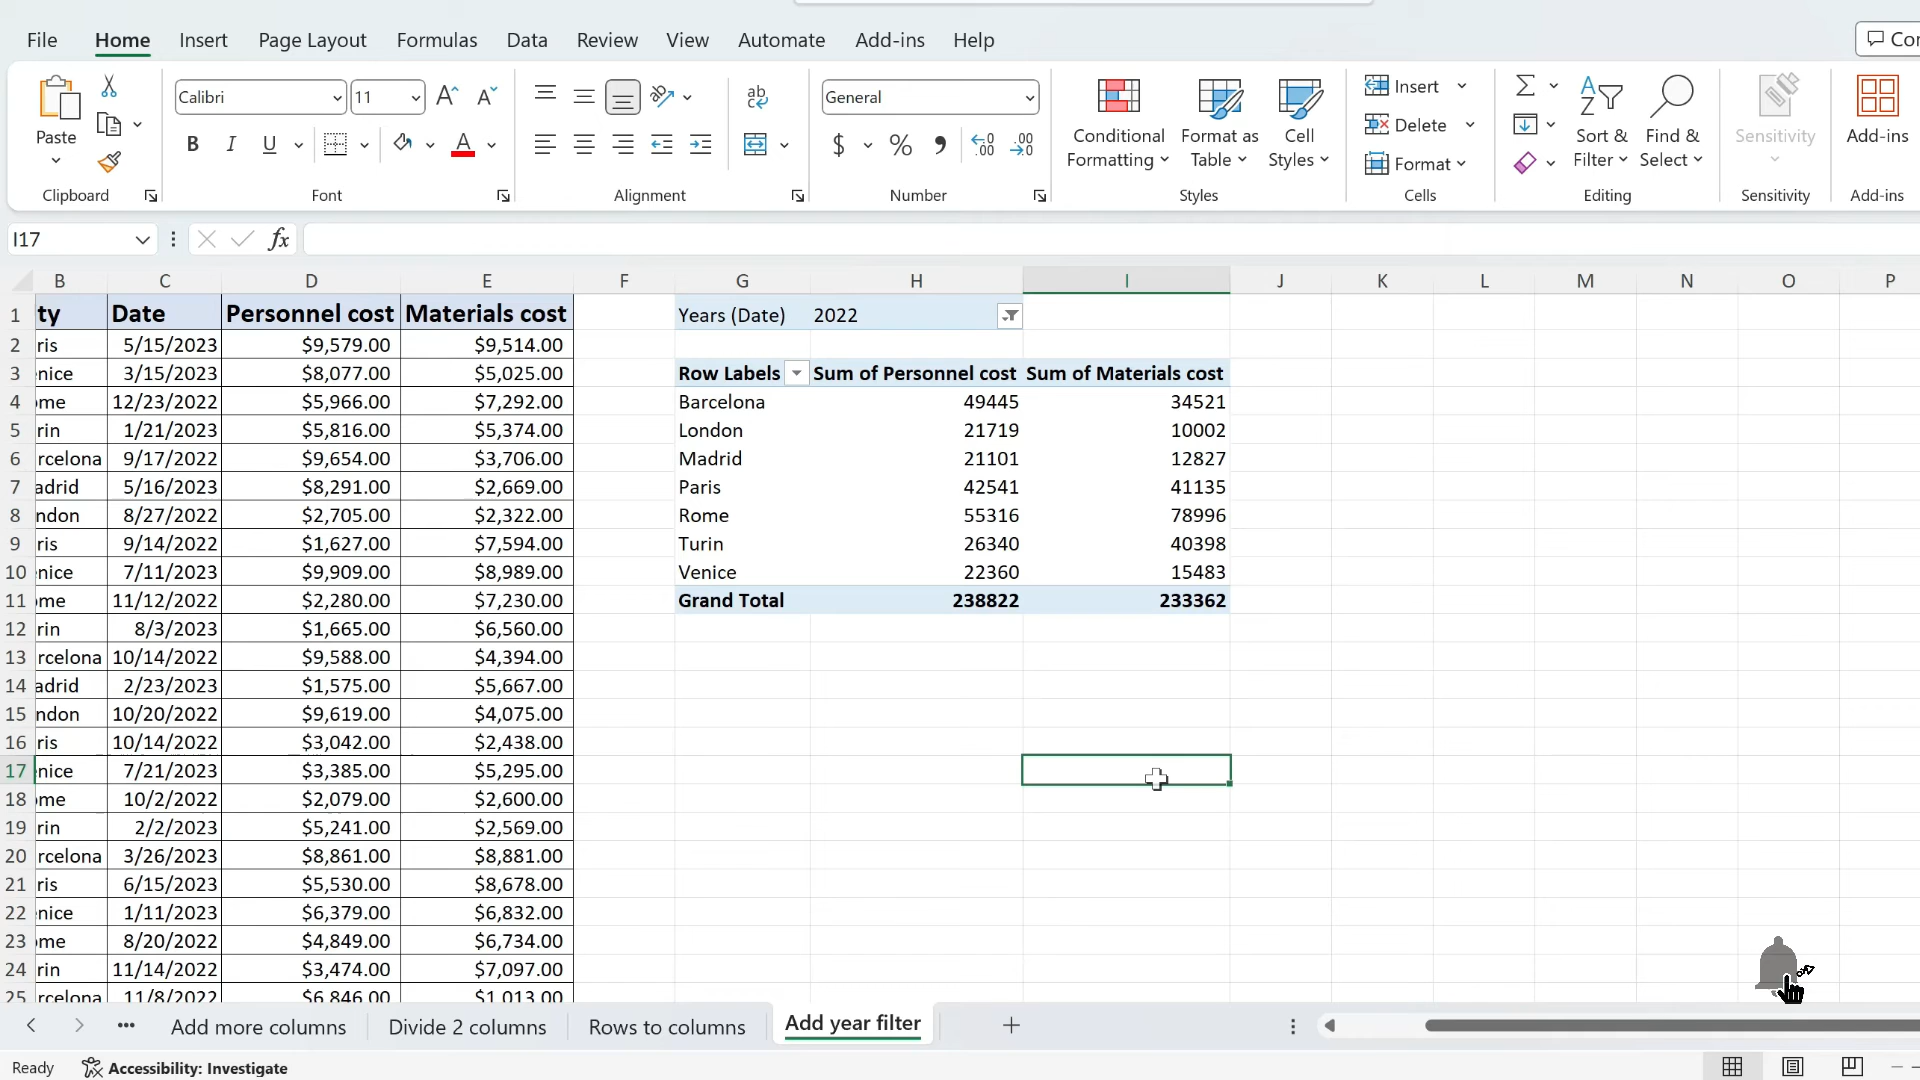 File Home Insert Page Layout Formulas Data Review View Automate Add-ins Help
Paste
Clipboard
Calibri 11
B I U
Font
ab
Alignment
General
$ % ,
Number
Conditional Formatting
Format as Table
Cell Styles
Styles
Insert
Delete
Format
Cells
Sort & Filter
Find & Select
Editing
Sensitivity
Sensitivity
Add-ins
Add-ins
I17 fx
B C D E F G H I J K L M N O P
1 ty Date Personnel cost Materials cost Years (Date) 2022
2 ris 5/15/2023 $9,579.00 $9,514.00
3 nice 3/15/2023 $8,077.00 $5,025.00 Row Labels Sum of Personnel cost Sum of Materials cost
4 ome 12/23/2022 $5,966.00 $7,292.00 Barcelona 49445 34521
5 rin 1/21/2023 $5,816.00 $5,374.00 London 21719 10002
6 rcelona 9/17/2022 $9,654.00 $3,706.00 Madrid 21101 12827
7 adrid 5/16/2023 $8,291.00 $2,669.00 Paris 42541 41135
8 ndon 8/27/2022 $2,705.00 $2,322.00 Rome 55316 78996
9 ris 9/14/2022 $1,627.00 $7,594.00 Turin 26340 40398
10 nice 7/11/2023 $9,909.00 $8,989.00 Venice 22360 15483
11 ome 11/12/2022 $2,280.00 $7,230.00 Grand Total 238822 233362
12 rin 8/3/2023 $1,665.00 $6,560.00
13 rcelona 10/14/2022 $9,588.00 $4,394.00
14 adrid 2/23/2023 $1,575.00 $5,667.00
15 ndon 10/20/2022 $9,619.00 $4,075.00
16 ris 10/14/2022 $3,042.00 $2,438.00
17 nice 7/21/2023 $3,385.00 $5,295.00
18 ome 10/2/2022 $2,079.00 $2,600.00
19 rin 2/2/2023 $5,241.00 $2,569.00
20 rcelona 3/26/2023 $8,861.00 $8,881.00
21 ris 6/15/2023 $5,530.00 $8,678.00
22 nice 1/11/2023 $6,379.00 $6,832.00
23 ome 8/20/2022 $4,849.00 $6,734.00
24 rin 11/14/2022 $3,474.00 $7,097.00
25 rcelona 11/8/2022 $6,846.00 $1,013.00
Add more columns Divide 2 columns Rows to columns Add year filter
Ready Accessibility: Investigate